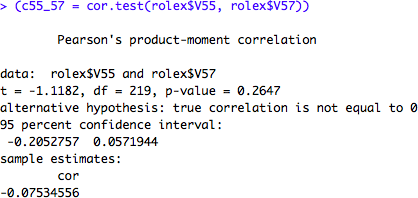 > (c55_57 = cor.test(rolex$V55, rolex$V57))
Pearson's product-moment correlation
data:  rolex$V55 and rolex$V57
t = -1.1182, df = 219, p-value = 0.2647
alternative hypothesis: true correlation is not equal to 0
95 percent confidence interval:
 -0.2052757  0.0571944
sample estimates:
        cor
-0.07534556